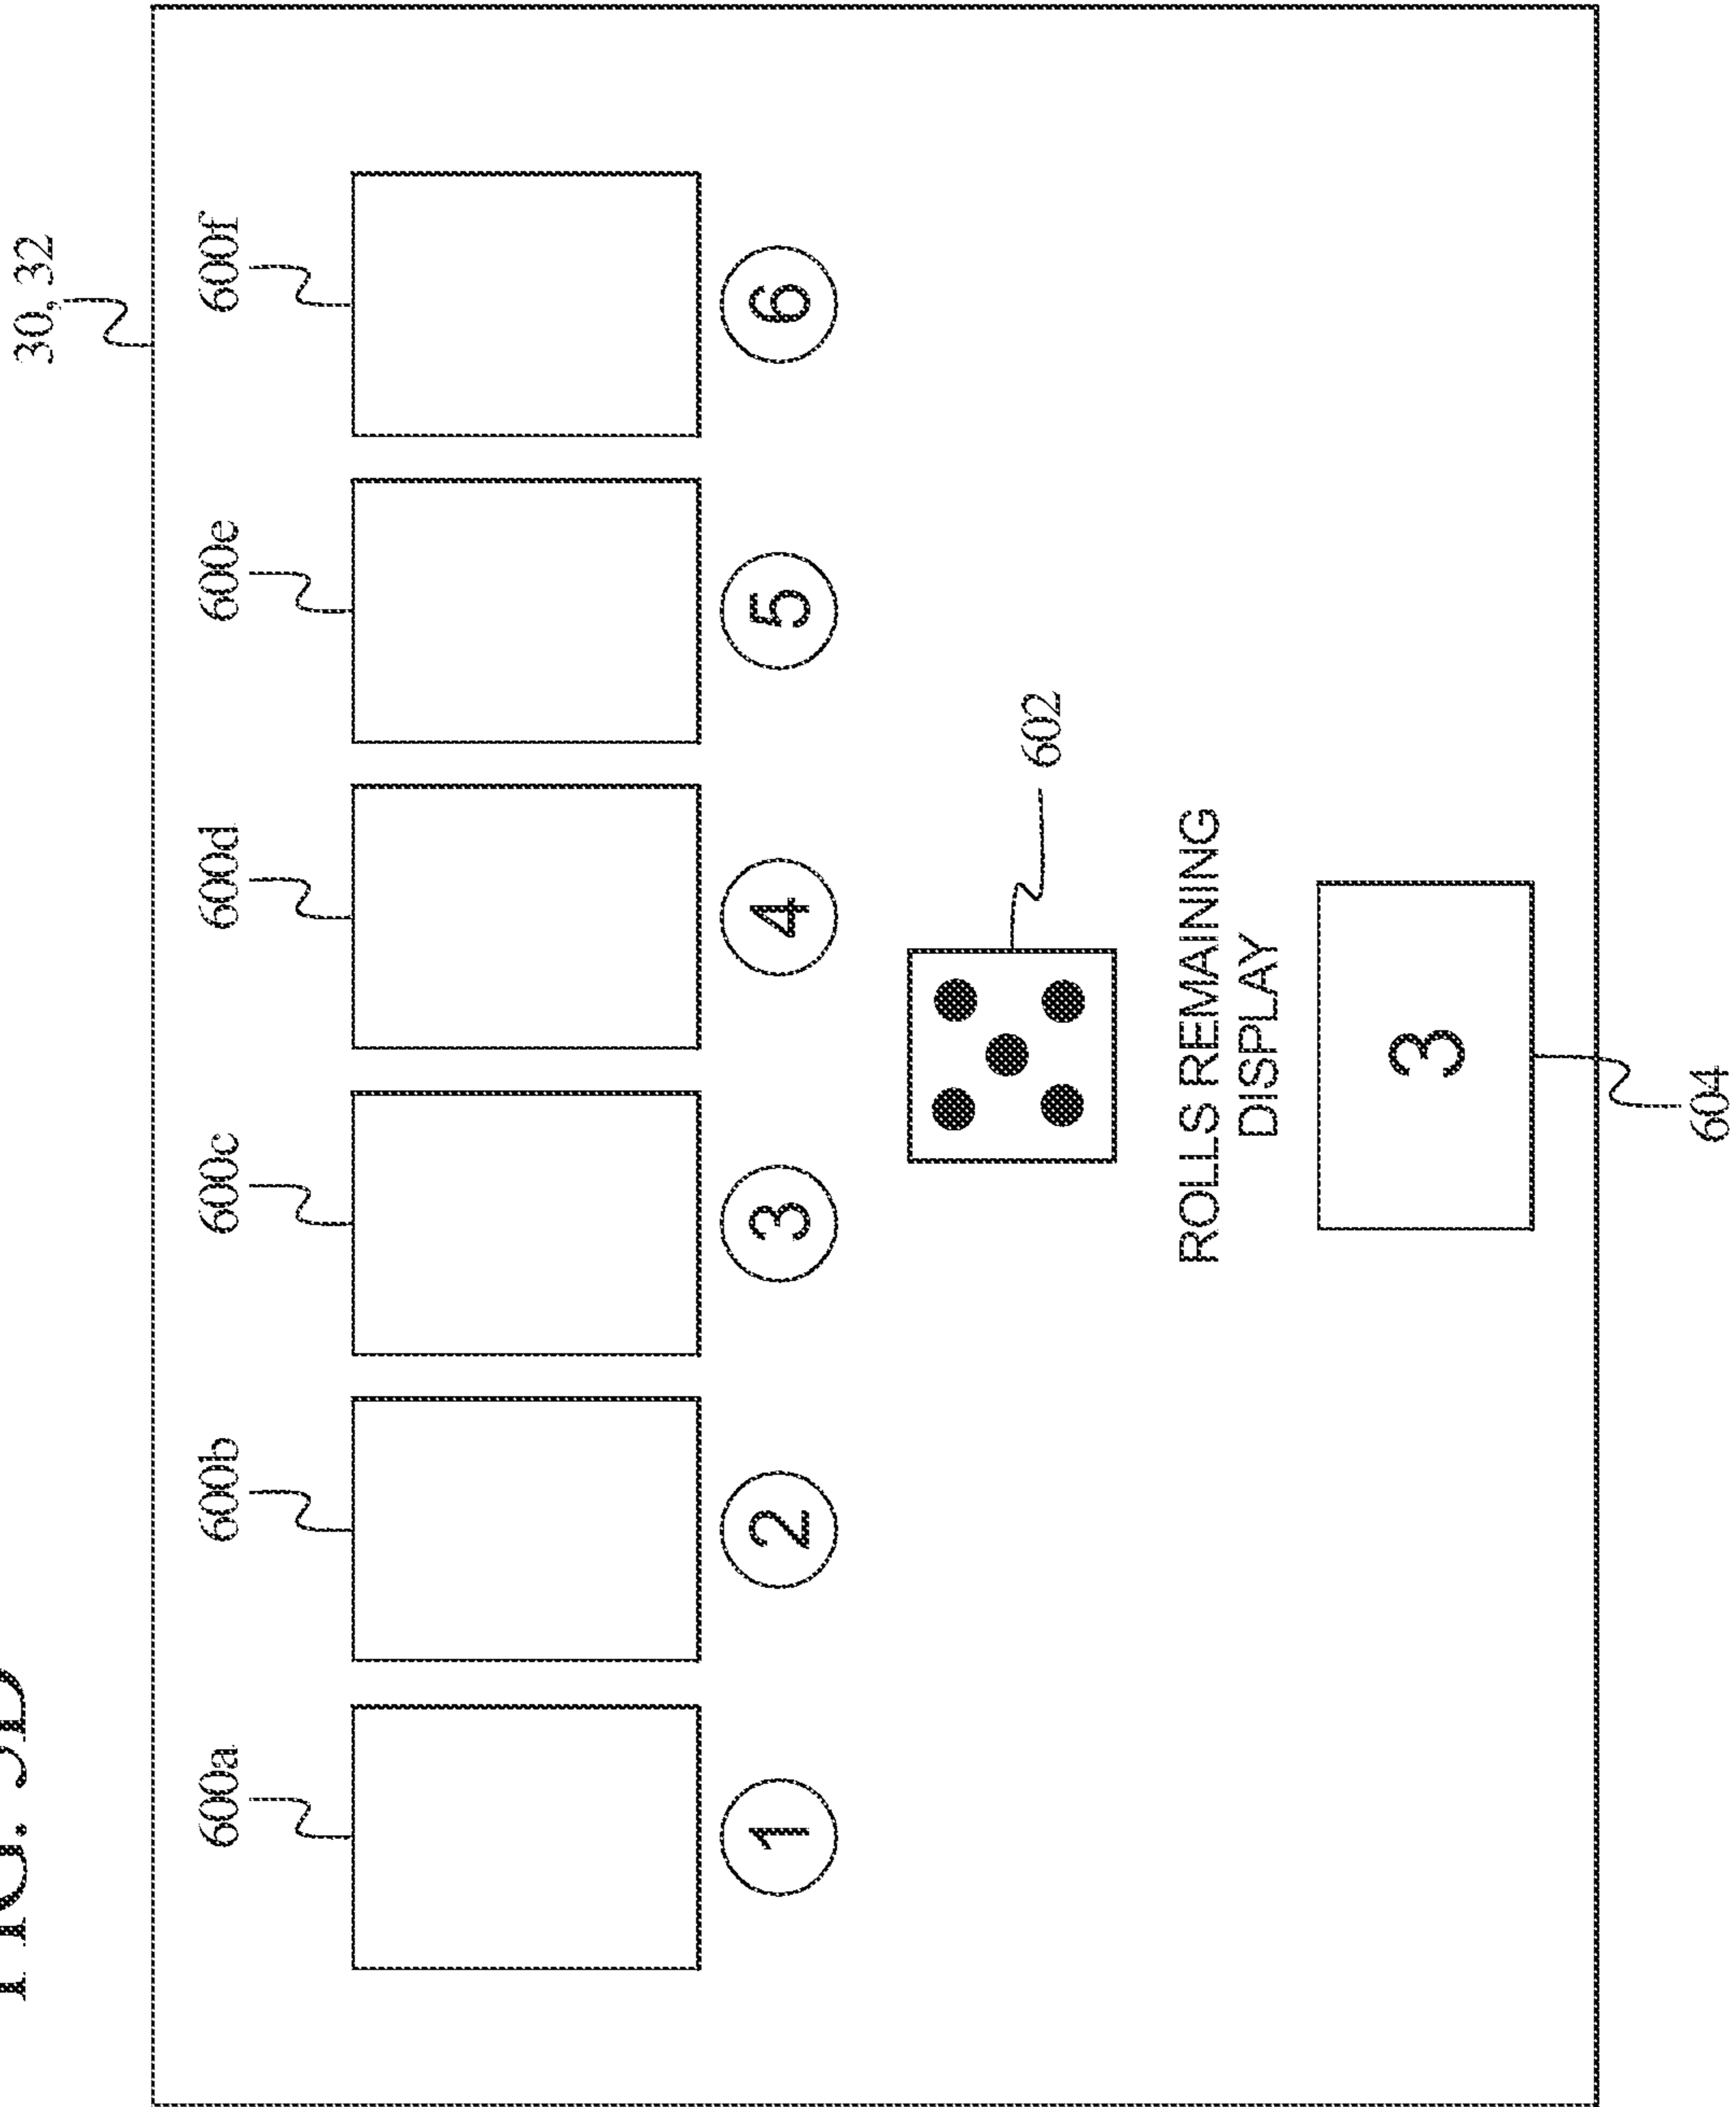 30, 32
600a
600b
600c
600d
600e
600f
1
2
3
4
5
6
602
ROLLS REMAINING
DISPLAY
3
604